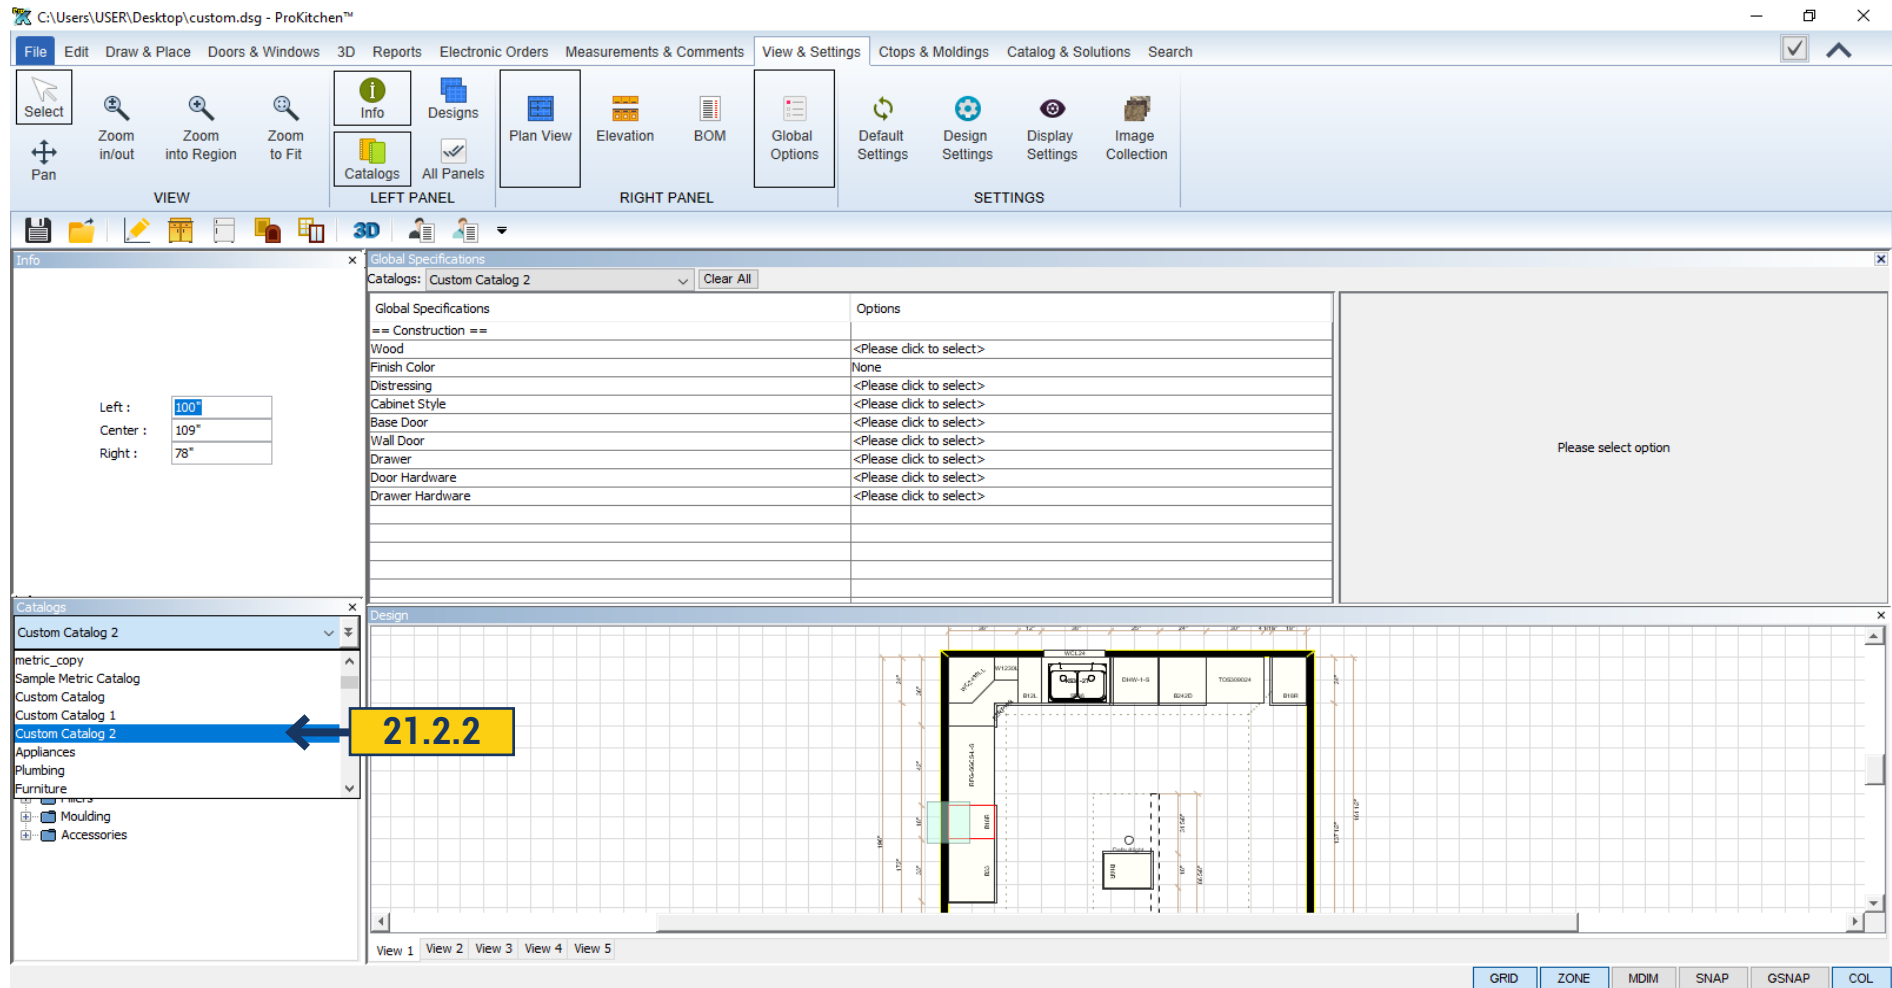 C:\Users\USER\Desktop\custom.dsg - ProKitchen™
File Edit Draw & Place Doors & Windows 3D Reports Electronic Orders Measurements & Comments View & Settings Ctops & Moldings Catalog & Solutions Search
Select
Pan
Zoom in/out
Zoom into Region
Zoom to Fit
VIEW
Info
Catalogs
Designs
All Panels
LEFT PANEL
Plan View
Elevation
BOM
Global Options
RIGHT PANEL
Default Settings
Design Settings
Display Settings
Image Collection
SETTINGS
3D
Info
Left : 100"
Center : 109"
Right : 78"
Global Specifications
Catalogs: Custom Catalog 2 Clear All
Global Specifications Options
== Construction ==
Wood <Please click to select>
Finish Color None
Distressing <Please click to select>
Cabinet Style <Please click to select>
Base Door <Please click to select>
Wall Door <Please click to select>
Drawer <Please click to select>
Door Hardware <Please click to select>
Drawer Hardware <Please click to select>
Please select option
Catalogs
Custom Catalog 2
metric_copy
Sample Metric Catalog
Custom Catalog
Custom Catalog 1
Custom Catalog 2
Appliances
Plumbing
Furniture
Fillers
Moulding
Accessories
21.2.2
Design
WCL24
W1230L
B12L
DHW-1-S
B242D
TOS309024
B18R
View 1 View 2 View 3 View 4 View 5
GRID ZONE MDIM SNAP GSNAP COL